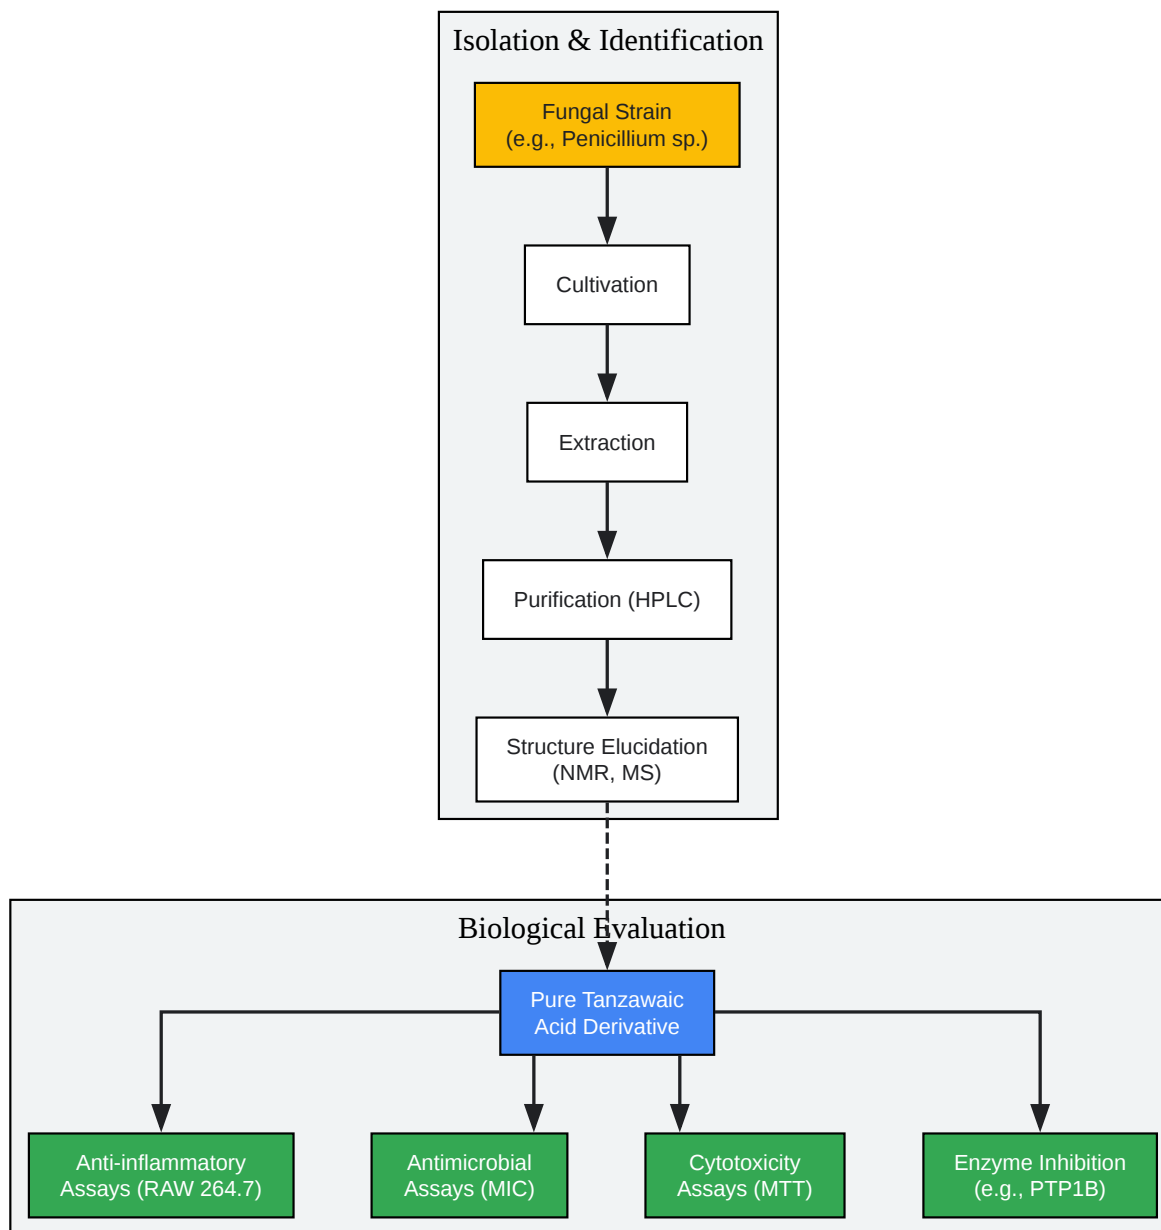 Isolation & Identification
Fungal Strain
(e.g., Penicillium sp.)
Cultivation
Extraction
Purification (HPLC)
Structure Elucidation
(NMR, MS)
Biological Evaluation
Pure Tanzawaic
Acid Derivative
Anti-inflammatory
Assays (RAW 264.7)
Antimicrobial
Assays (MIC)
Cytotoxicity
Assays (MTT)
Enzyme Inhibition
(e.g., PTP1B)